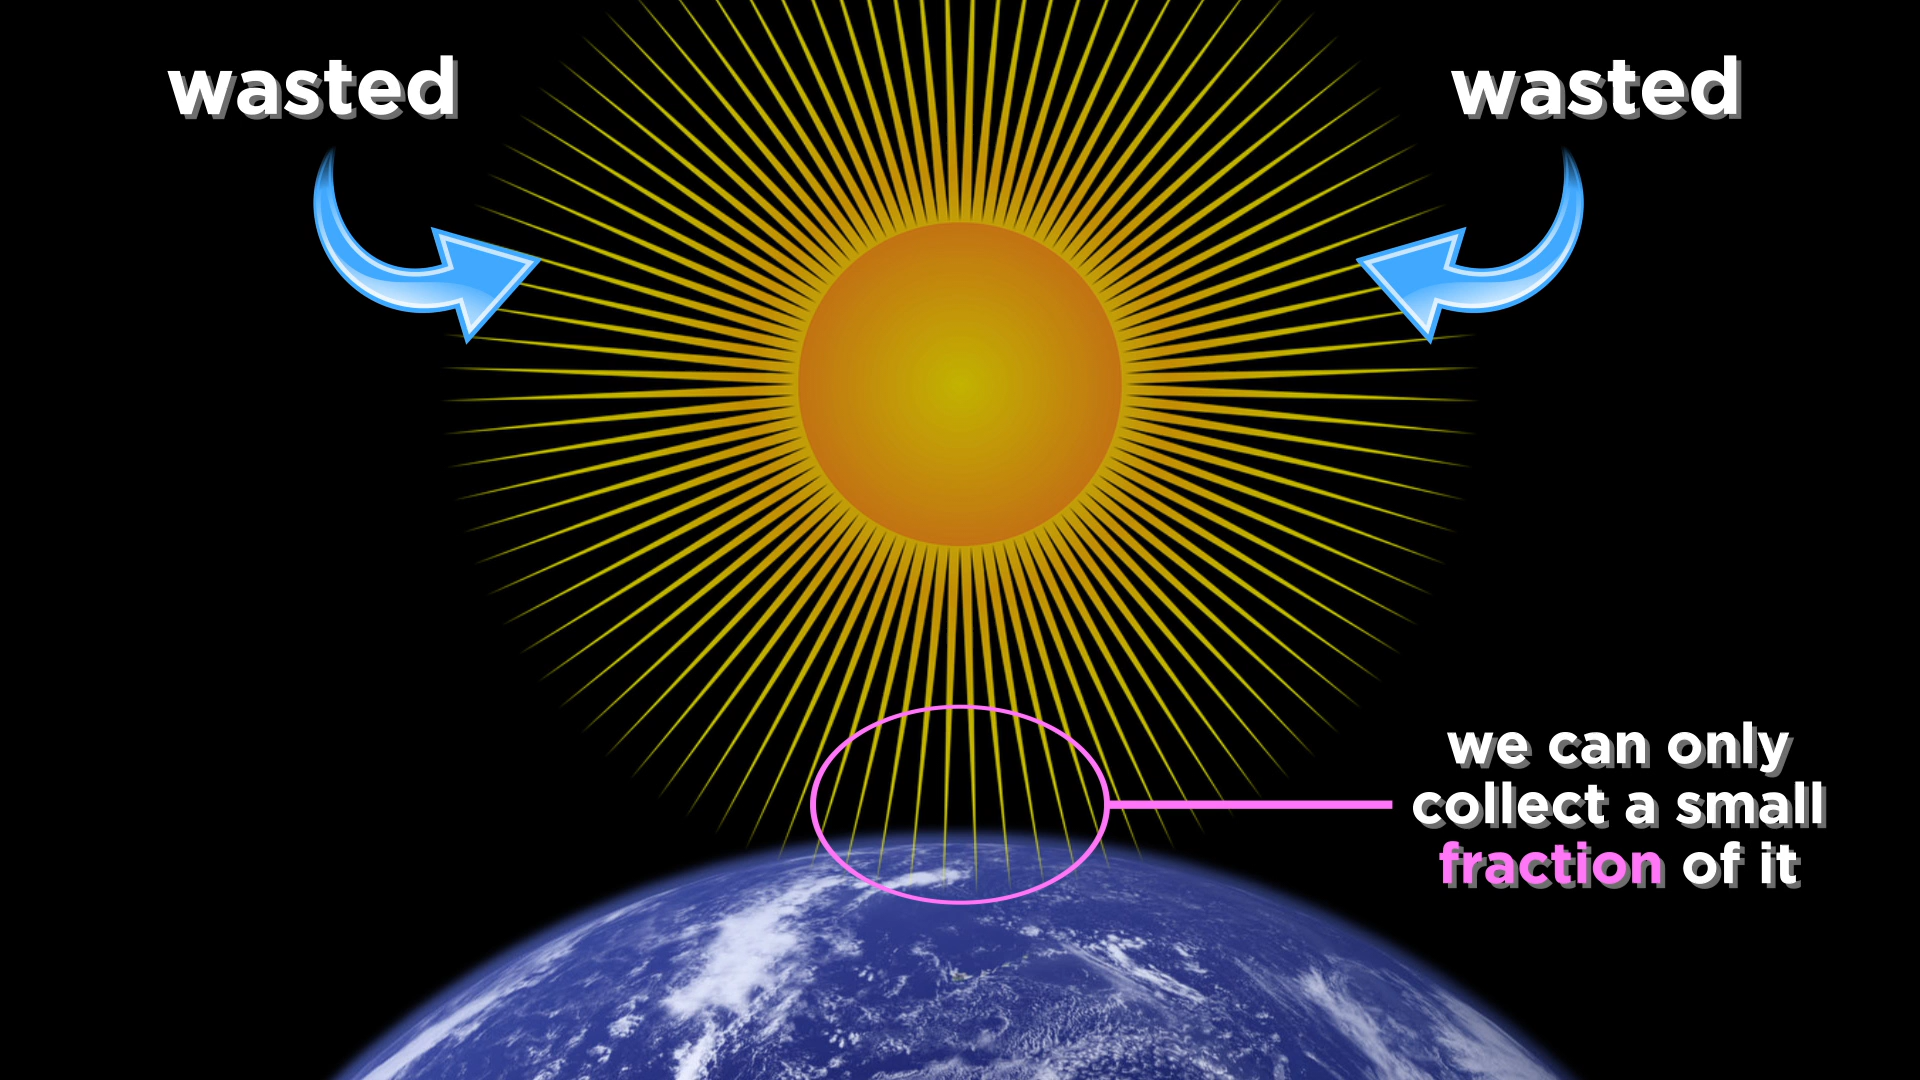 wasted
wasted
we can only
collect a small
fraction of it